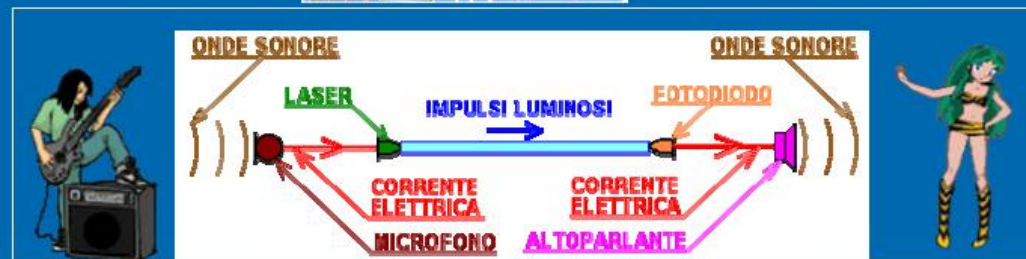 ONDE SONORE
ONDE SONORE
LASER
FOTODIODO
IMPULSI LUMINOSI
CORRENTE
ELETTRICA
CORRENTE
ELETTRICA
MICROFONO
ALTOPARLANTE